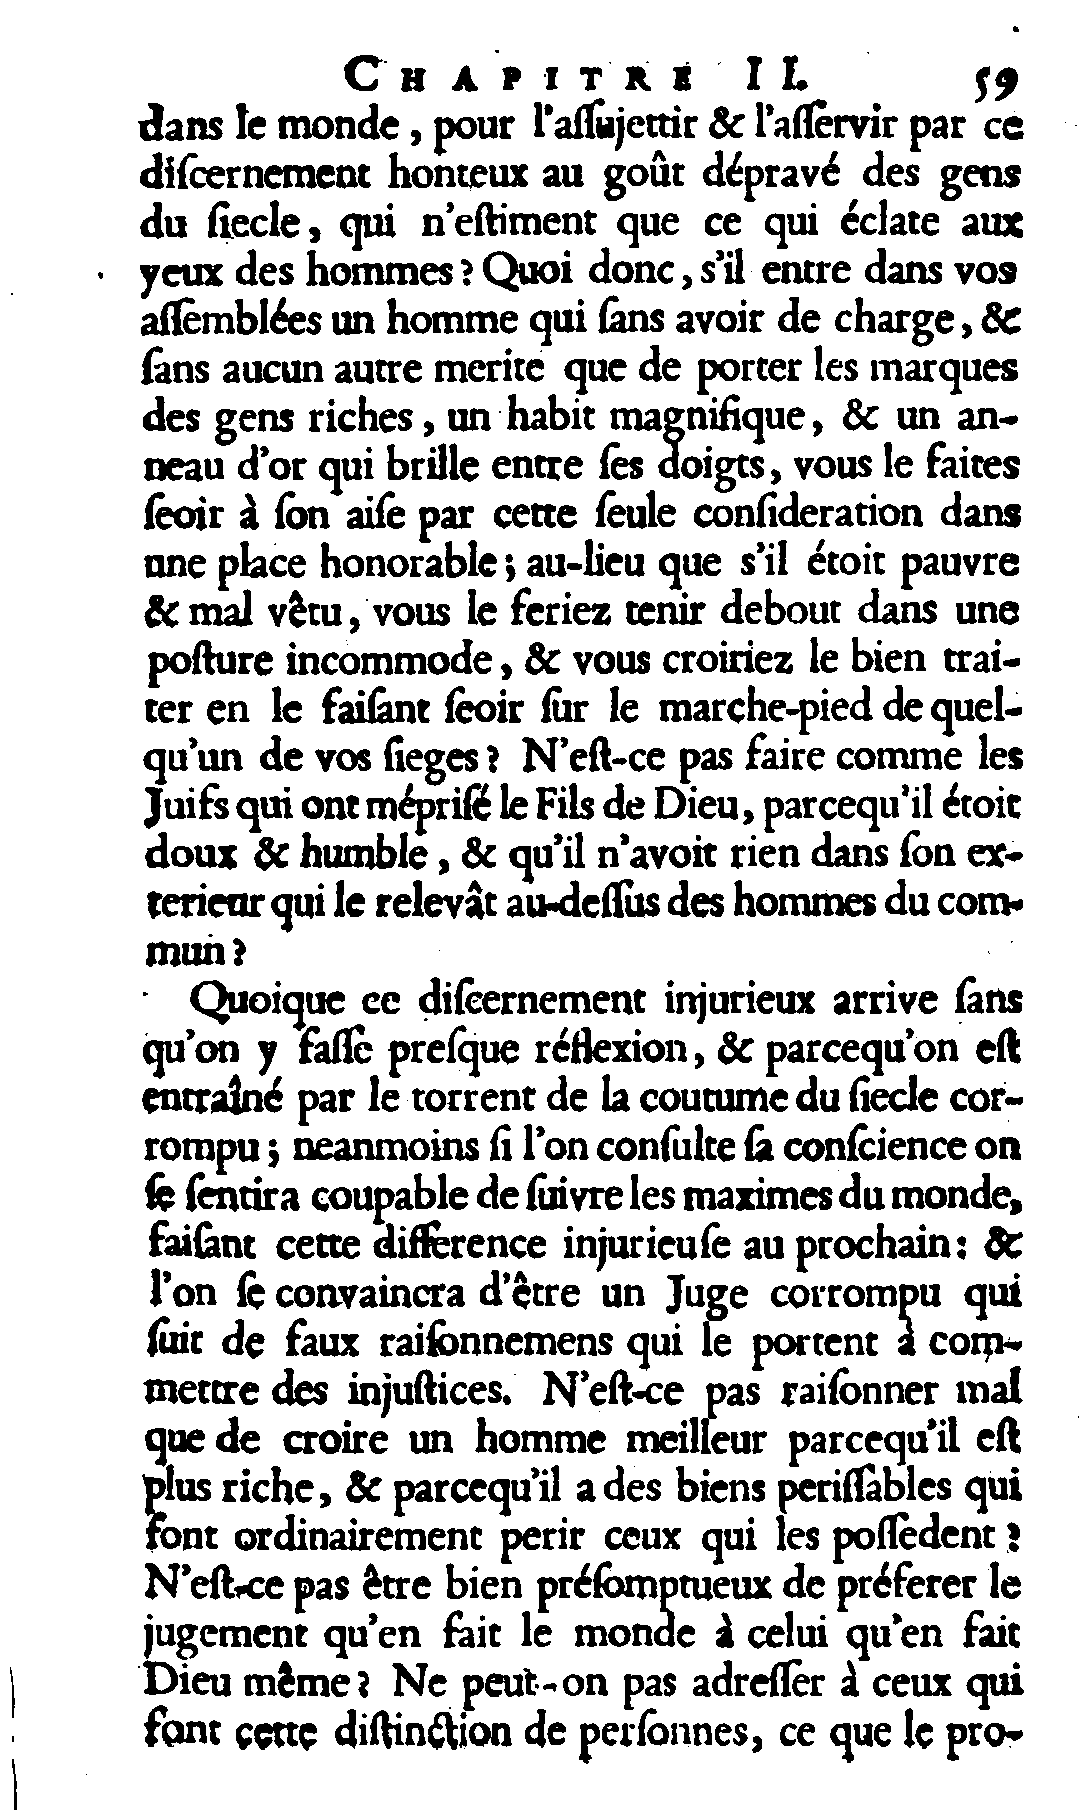 CHAPITRE II. 59
dans le monde, pour l'aſſujettir & l'aſſervir par ce
diſcernement honteux au goût dépravé des gens
du ſiecle, qui n'eſtiment que ce qui éclate aux
yeux des hommes? Quoi donc, s'il entre dans vos
aſſemblées un homme qui ſans avoir de charge, &
ſans aucun autre merite que de porter les marques
des gens riches, un habit magnifique, & un an-
neau d'or qui brille entre ſes doigts, vous le faites
ſeoir à ſon aiſe par cette ſeule conſideration dans
une place honorable; au-lieu que s'il étoit pauvre
& mal vêtu, vous le feriez tenir debout dans une
poſture incommode, & vous croiriez le bien trai-
ter en le faiſant ſeoir ſur le marche-pied de quel-
qu'un de vos ſieges? N'eſt-ce pas faire comme les
Juifs qui ont mépriſé le Fils de Dieu, parcequ'il étoit
doux & humble, & qu'il n'avoit rien dans ſon ex-
terieur qui le relevât au-deſſus des hommes du com-
mun?
Quoique ce diſcernement injurieux arrive ſans
qu'on y faſſe preſque réflexion, & parcequ'on eſt
entraîné par le torrent de la coutume du ſiecle cor-
rompu; neanmoins ſi l'on conſulte ſa conſcience on
ſe ſentira coupable de ſuivre les maximes du monde,
faiſant cette difference injurieuſe au prochain: &
l'on ſe convaincra d'être un Juge corrompu qui
ſuit de faux raiſonnemens qui le portent à com-
mettre des injuſtices. N'eſt-ce pas raiſonner mal
que de croire un homme meilleur parcequ'il eſt
plus riche, & parcequ'il a des biens periſſables qui
font ordinairement perir ceux qui les poſſedent?
N'eſt-ce pas être bien préſomptueux de préferer le
jugement qu'en fait le monde à celui qu'en fait
Dieu même? Ne peut-on pas adreſſer à ceux qui
font cette diſtinction de perſonnes, ce que le pro-